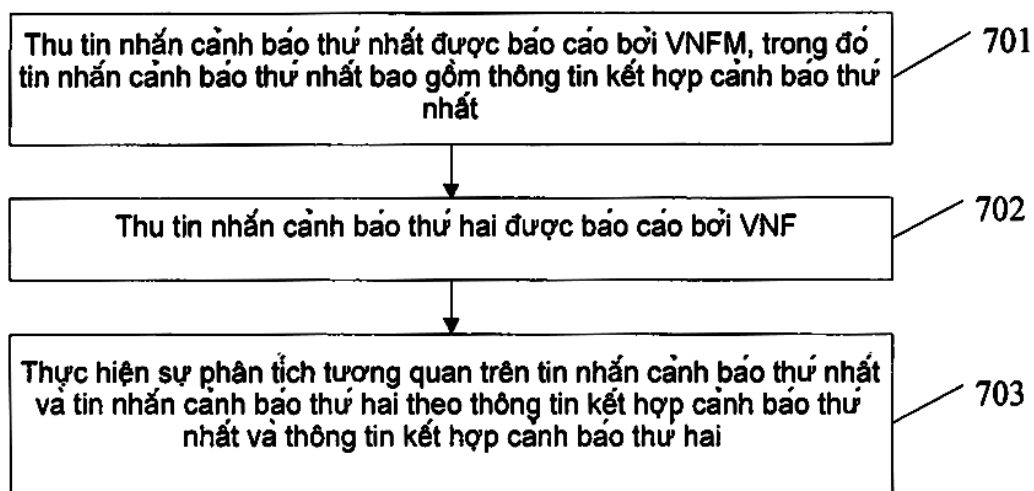 Thu tin nhắn cảnh báo thứ nhất được báo cáo bởi VNFM, trong đó
tin nhắn cảnh báo thứ nhất bao gồm thông tin kết hợp cảnh báo thứ
nhất
701
Thu tin nhắn cảnh báo thứ hai được báo cáo bởi VNF
702
Thực hiện sự phân tích tương quan trên tin nhắn cảnh báo thứ nhất
và tin nhắn cảnh báo thứ hai theo thông tin kết hợp cảnh báo thứ
nhất và thông tin kết hợp cảnh báo thứ hai
703